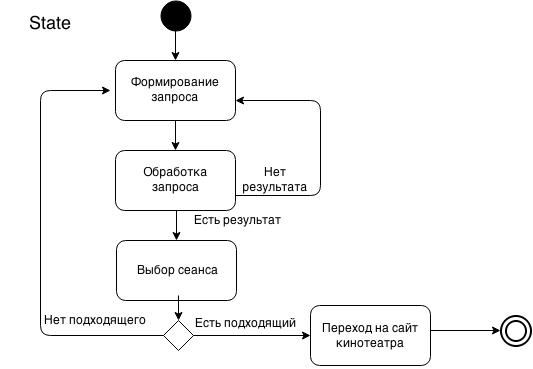 State
Формирование
запроса
Обработка
запроса
Нет
результата
Есть результат
Выбор сеанса
Нет подходящего
Есть подходящий
Переход на сайт
кинотеатра